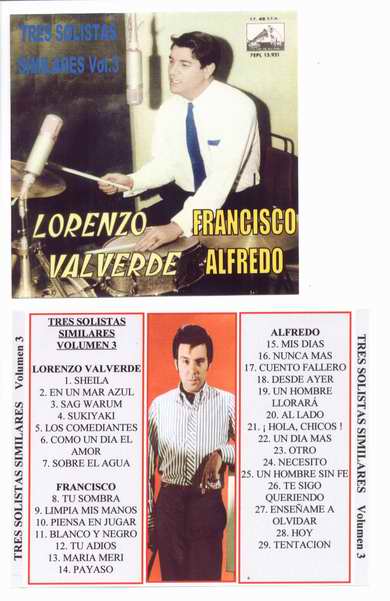 TRES SOLISTAS
SIMILARES Vol.3
7EPL 13.921
LORENZO
VALVERDE
FRANCISCO
ALFREDO
TRES SOLISTAS SIMILARES Volumen 3
TRES SOLISTAS
SIMILARES
VOLUMEN 3
LORENZO VALVERDE
1. SHEILA
2. EN UN MAR AZUL
3. SAG WARUM
4. SUKIYAKI
5. LOS COMEDIANTES
6. COMO UN DIA EL
AMOR
7. SOBRE EL AGUA
FRANCISCO
8. TU SOMBRA
9. LIMPIA MIS MANOS
10. PIENSA EN JUGAR
11. BLANCO Y NEGRO
12. TU ADIOS
13. MARIA MERI
14. PAYASO
ALFREDO
15. MIS DIAS
16. NUNCA MAS
17. CUENTO FALLERO
18. DESDE AYER
19. UN HOMBRE
LLORARÁ
20. AL LADO
21. ¡ HOLA, CHICOS !
22. UN DIA MAS
23. OTRO
24. NECESITO
25. UN HOMBRE SIN FE
26. TE SIGO
QUERIENDO
27. ENSEÑAME A
OLVIDAR
28. HOY
29. TENTACION
TRES SOLISTAS SIMILARES Volumen 3